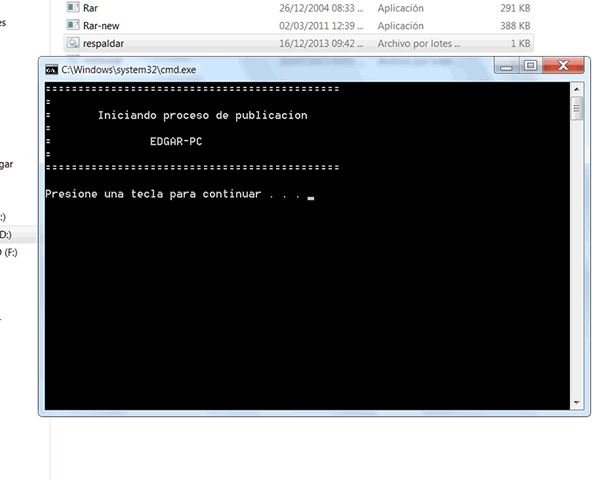 Rar 26/12/2004 08:33 ... Aplicación 291 KB
Rar-new 02/03/2011 12:39 ... Aplicación 388 KB
respaldar 16/12/2013 09:42 ... Archivo por lotes ... 1 KB
C:\Windows\system32\cmd.exe
=============================================
=
= Iniciando proceso de publicacion
=
= EDGAR-PC
=
=============================================
Presione una tecla para continuar . . .
es
gar
:)
D:)
(F:)